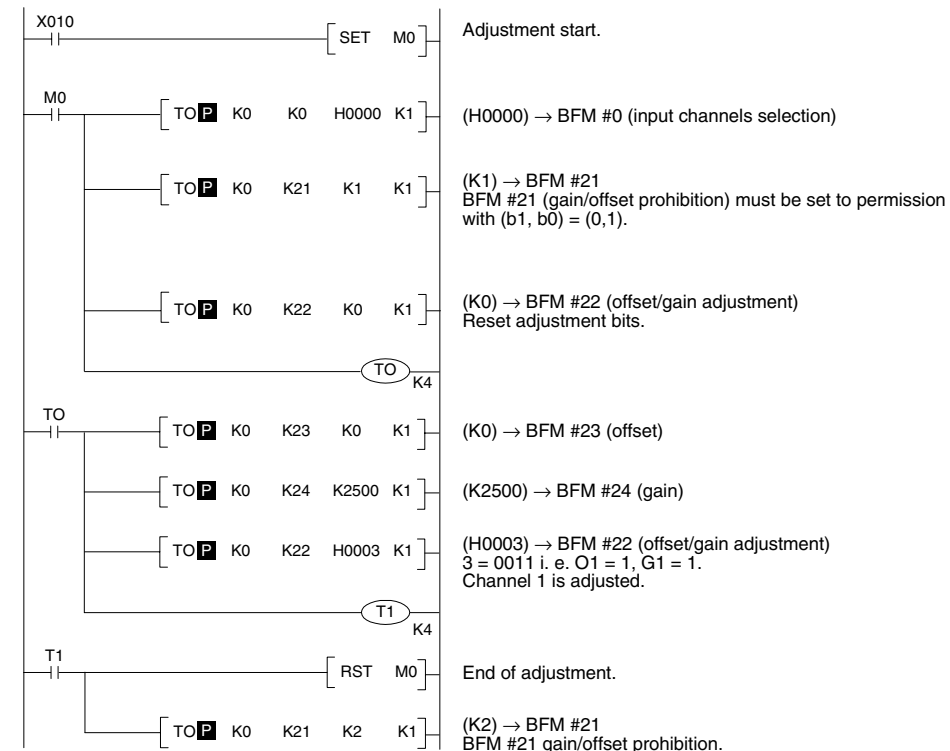 X010
SET M0
Adjustment start.
M0
TO P K0 K0 H0000 K1
(H0000) → BFM #0 (input channels selection)
TO P K0 K21 K1 K1
(K1) → BFM #21
BFM #21 (gain/offset prohibition) must be set to permission
with (b1, b0) = (0,1).
TO P K0 K22 K0 K1
(K0) → BFM #22 (offset/gain adjustment)
Reset adjustment bits.
TO
K4
TO
TO P K0 K23 K0 K1
(K0) → BFM #23 (offset)
TO P K0 K24 K2500 K1
(K2500) → BFM #24 (gain)
TO P K0 K22 H0003 K1
(H0003) → BFM #22 (offset/gain adjustment)
3 = 0011 i. e. O1 = 1, G1 = 1.
Channel 1 is adjusted.
T1
K4
T1
RST M0
End of adjustment.
TO P K0 K21 K2 K1
(K2) → BFM #21
BFM #21 gain/offset prohibition.